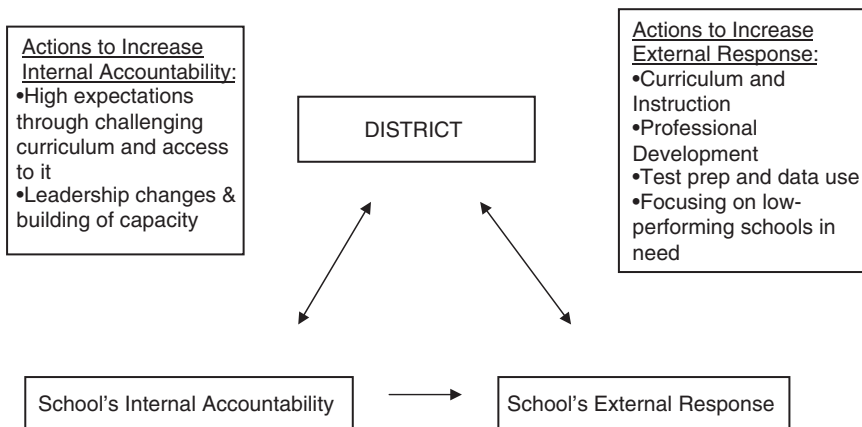 Actions to Increase
Internal Accountability:
•High expectations
through challenging
curriculum and access
to it
•Leadership changes &
building of capacity
DISTRICT
Actions to Increase
External Response:
•Curriculum and
Instruction
•Professional
Development
•Test prep and data use
•Focusing on low-
performing schools in
need
School's Internal Accountability
School's External Response